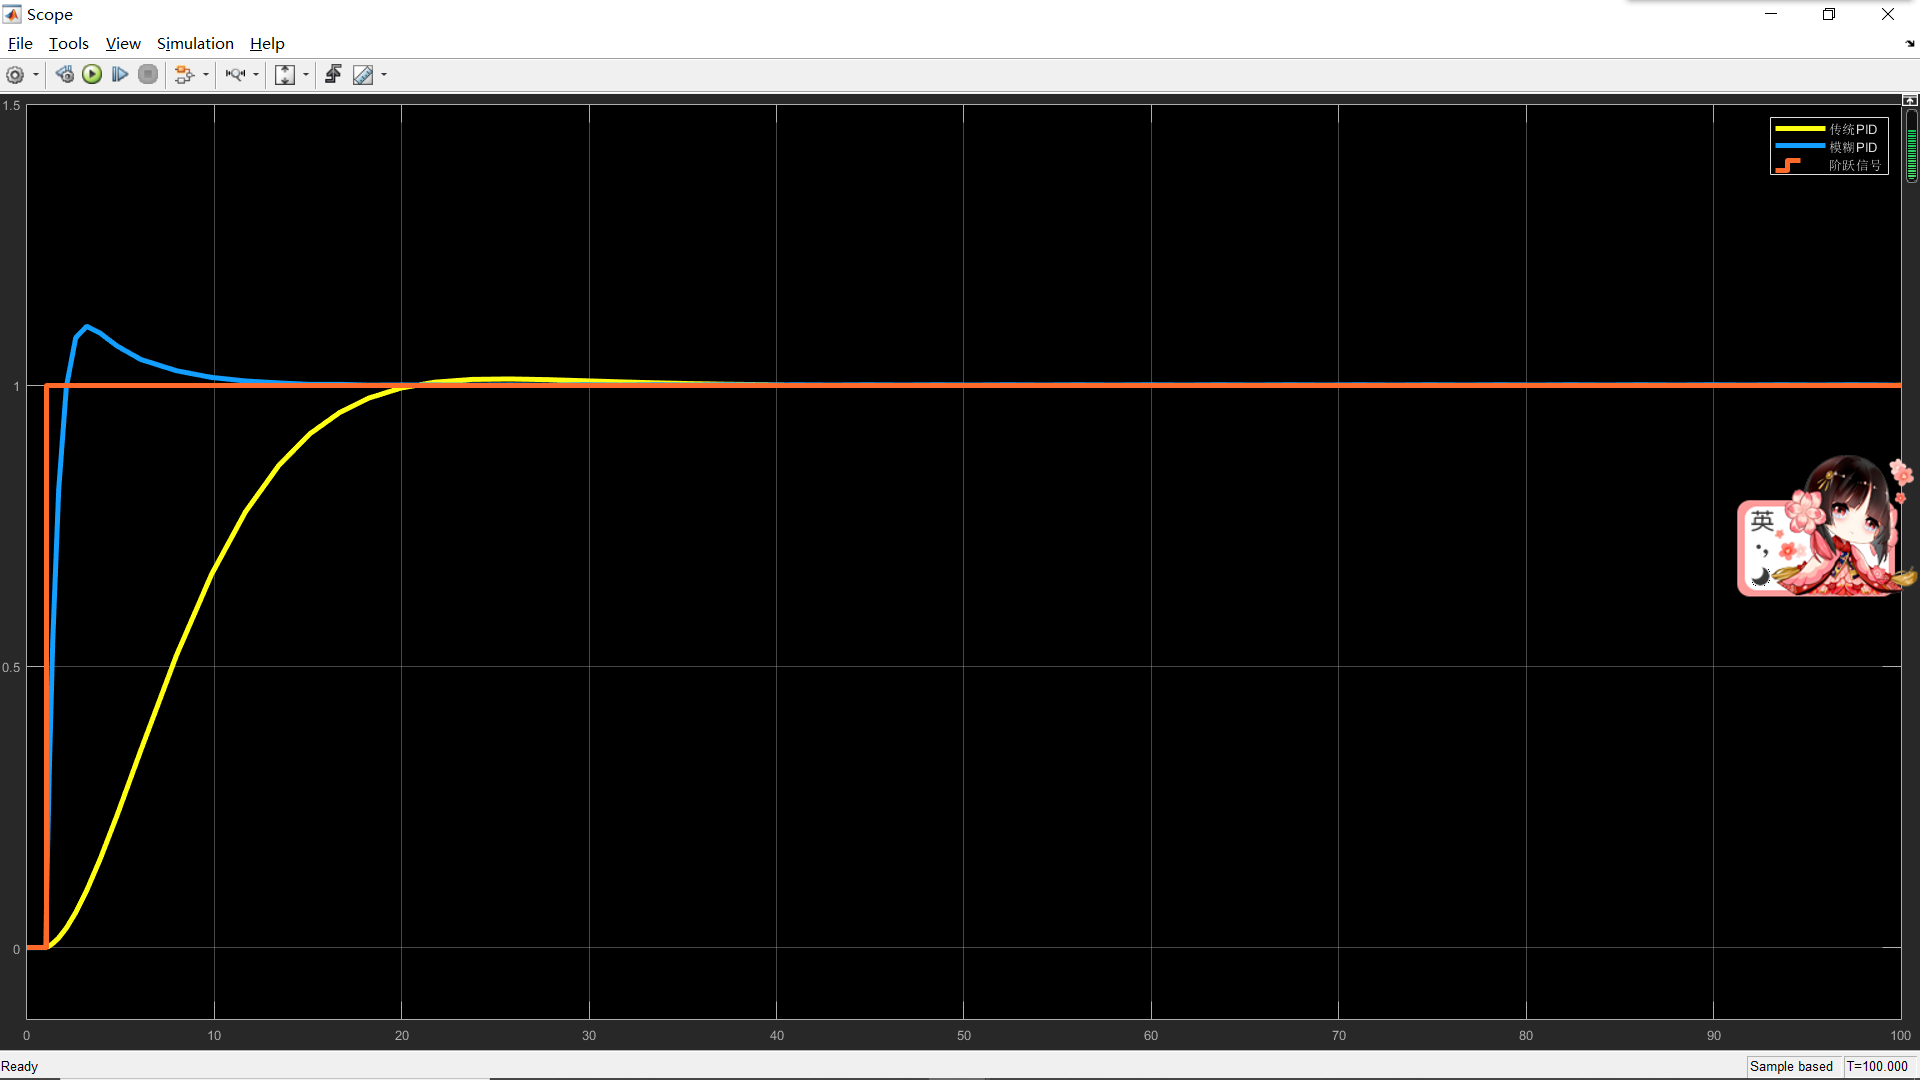 Scope
File Tools View Simulation Help
1.5
传统PID
模糊PID
阶跃信号
1
英
0.5
0
0 10 20 30 40 50 60 70 80 90 100
Ready
Sample based T=100.000